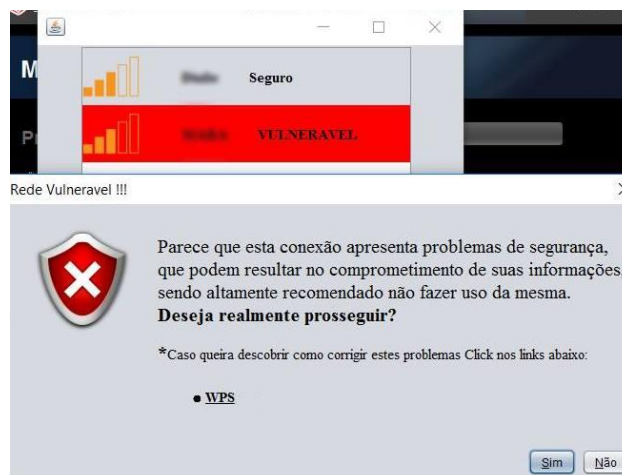 M
Seguro
Pr
VULNERAVEL
Rede Vulneravel !!!
Parece que esta conexão apresenta problemas de segurança,
que podem resultar no comprometimento de suas informações
sendo altamente recomendado não fazer uso da mesma.
Deseja realmente prosseguir?
*Caso queira descobrir como corrigir estes problemas Click nos links abaixo:
WPS
Sim Não